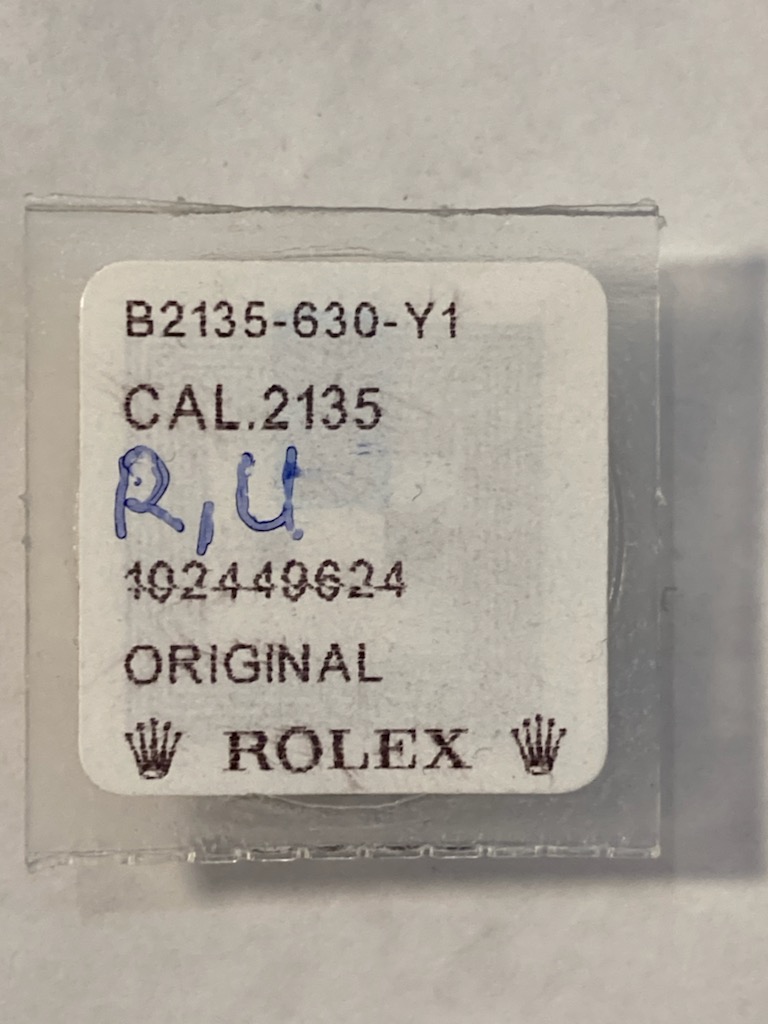 B2135-630-Y1
CAL.2135
R,U
102449624
ORIGINAL
ROLEX